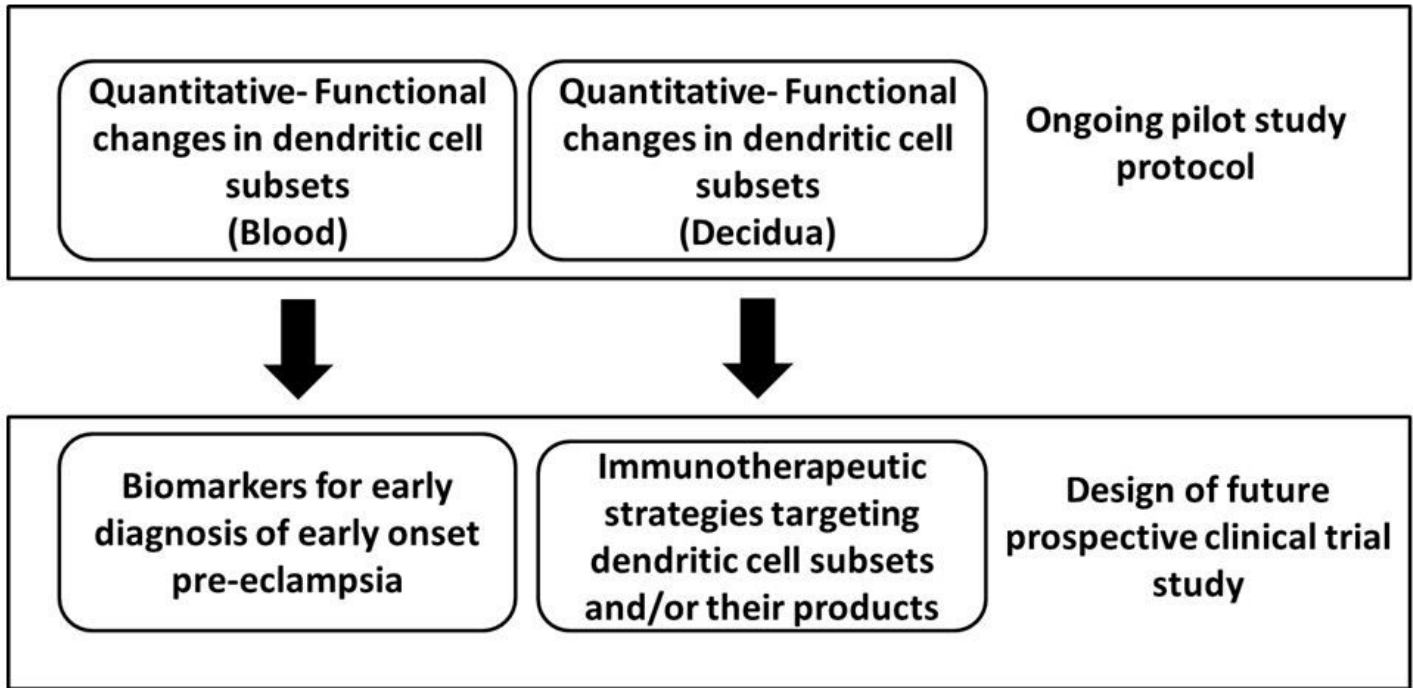 Quantitative- Functional
changes in dendritic cell
subsets
(Blood)
Quantitative- Functional
changes in dendritic cell
subsets
(Decidua)
Ongoing pilot study
protocol
Biomarkers for early
diagnosis of early onset
pre-eclampsia
Immunotherapeutic
strategies targeting
dendritic cell subsets
and/or their products
Design of future
prospective clinical trial
study